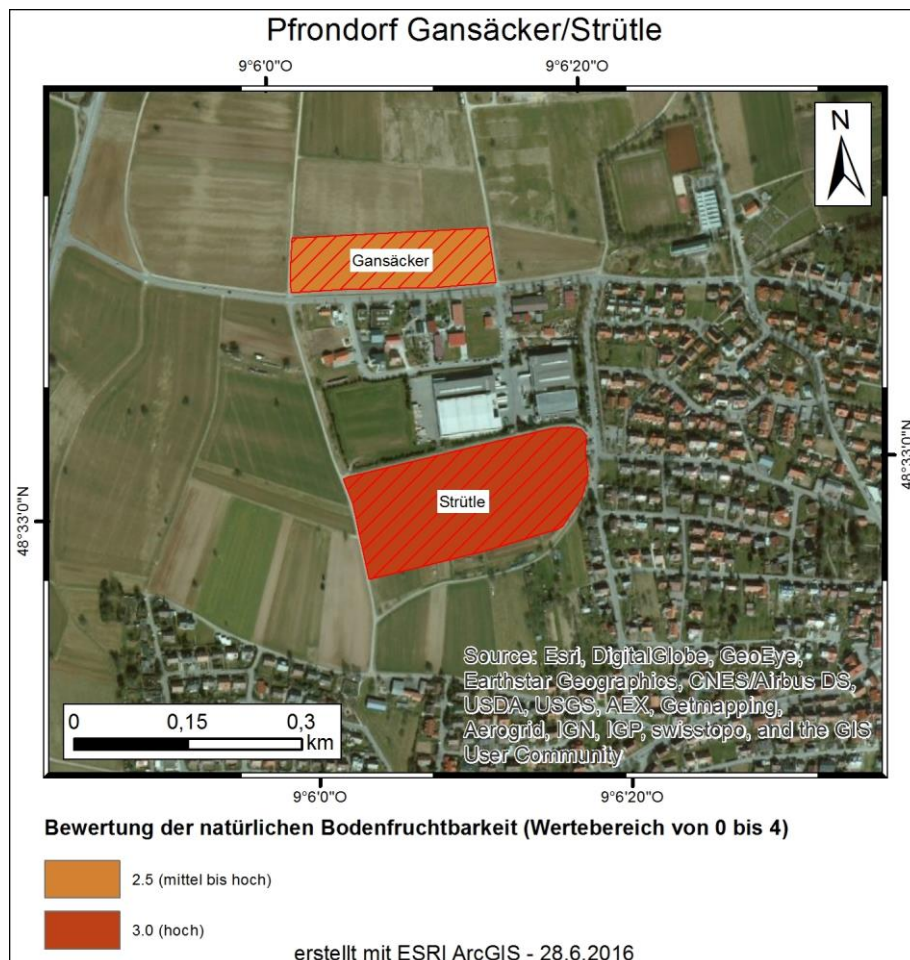 Pfrondorf Gansäcker/Strütle
9°6'0"O
9°6'20"O
N
Gansäcker
48°33'0"N
Strütle
48°33'0"N
Source: Esri, DigitalGlobe, GeoEye,
Earthstar Geographics, CNES/Airbus DS,
USDA, USGS, AEX, Getmapping,
Aerogrid, IGN, IGP, swisstopo, and the GIS
User Community
0 0,15 0,3
km
9°6'0"O
9°6'20"O
Bewertung der natürlichen Bodenfruchtbarkeit (Wertebereich von 0 bis 4)
2.5 (mittel bis hoch)
3.0 (hoch)
erstellt mit ESRI ArcGIS - 28.6.2016